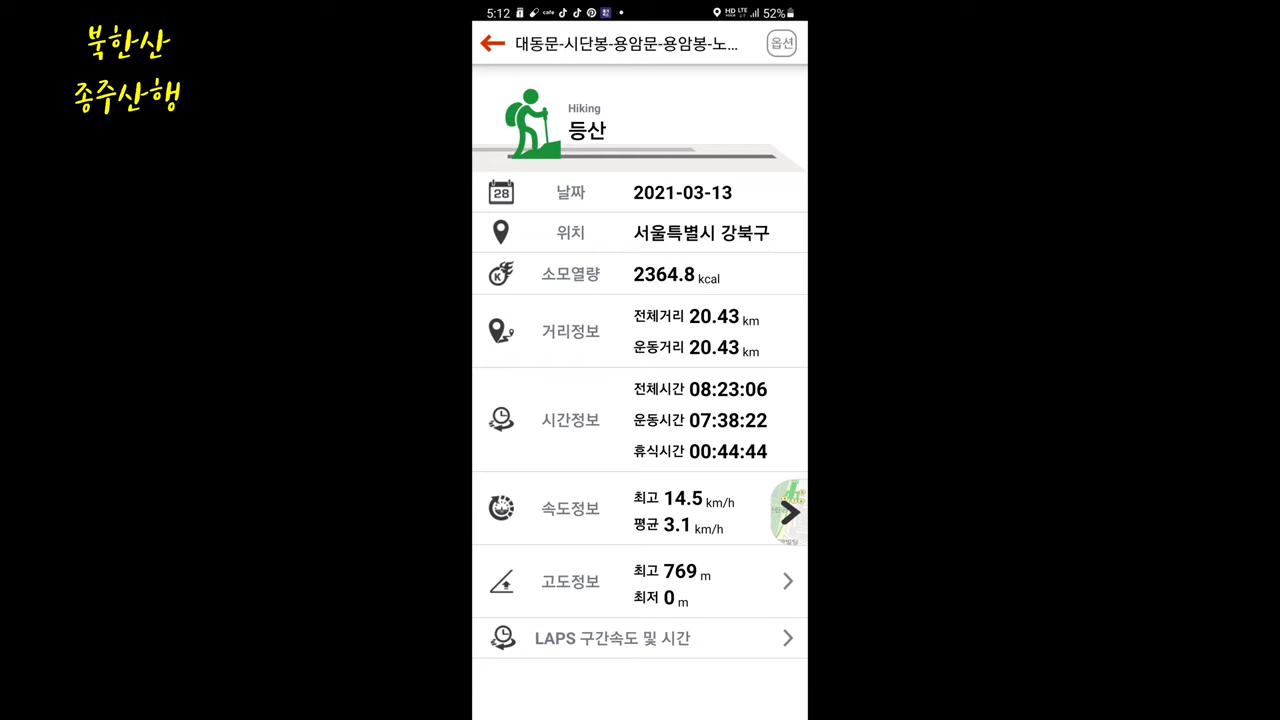 북한산
종주산행
5:12
cafe
HD LTE
52%
대동문-시단봉-용암문-용암봉-노...
옵션
Hiking
등산
28 날짜 2021-03-13
위치 서울특별시 강북구
K 소모열량 2364.8 kcal
거리정보
전체거리 20.43 km
운동거리 20.43 km
시간정보
전체시간 08:23:06
운동시간 07:38:22
휴식시간 00:44:44
속도정보
최고 14.5 km/h
평균 3.1 km/h
고도정보
최고 769 m
최저 0 m
LAPS 구간속도 및 시간